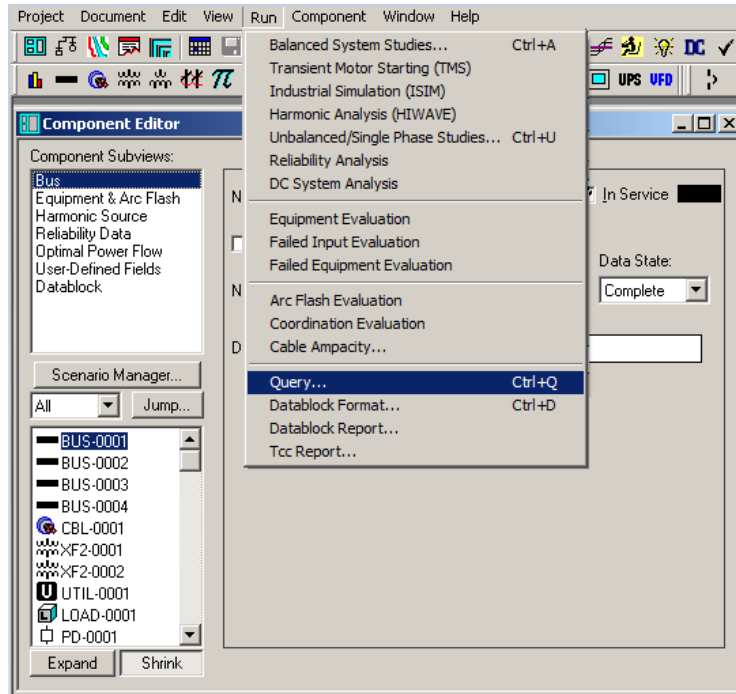 Project Document Edit View Run Component Window Help
DC
π UPS VFD
Balanced System Studies... Ctrl+A
Transient Motor Starting (TMS)
Industrial Simulation (ISIM)
Harmonic Analysis (HIWAVE)
Unbalanced/Single Phase Studies... Ctrl+U
Reliability Analysis
DC System Analysis
Equipment Evaluation
Failed Input Evaluation
Failed Equipment Evaluation
Arc Flash Evaluation
Coordination Evaluation
Cable Ampacity...
Query... Ctrl+Q
Datablock Format... Ctrl+D
Datablock Report...
Tcc Report...
Component Editor
Component Subviews:
Bus
Equipment & Arc Flash
Harmonic Source
Reliability Data
Optimal Power Flow
User-Defined Fields
Datablock
Scenario Manager...
All Jump...
BUS-0001
BUS-0002
BUS-0003
BUS-0004
CBL-0001
XF2-0001
XF2-0002
U UTIL-0001
LOAD-0001
PD-0001
Expand Shrink
N
N
D
In Service
Data State:
Complete